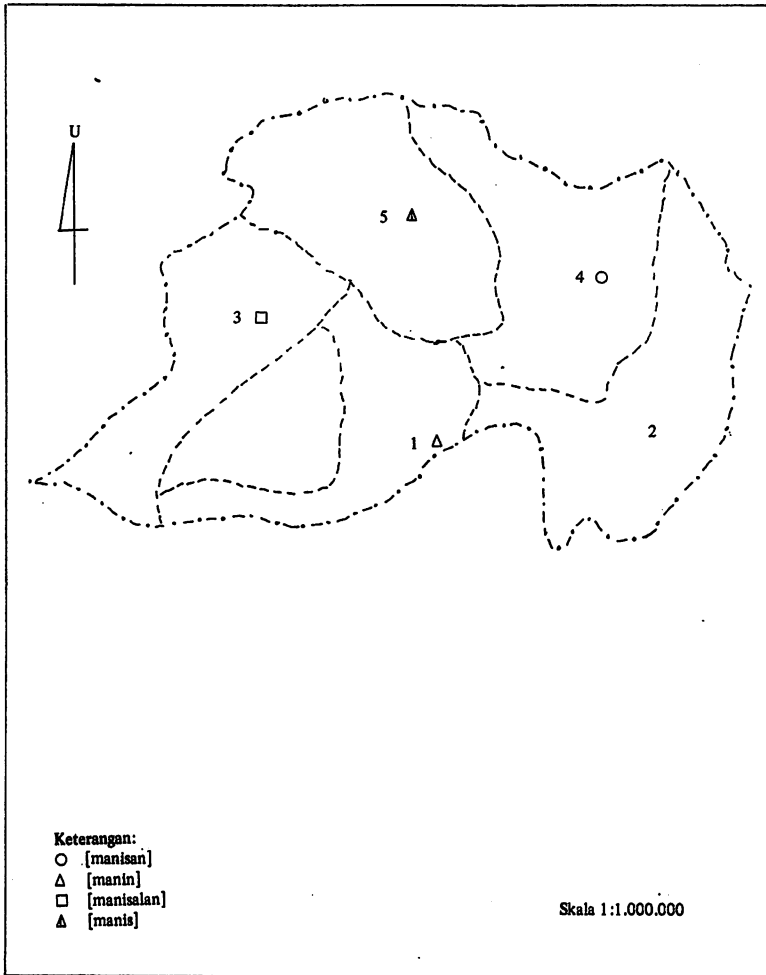 U
5
4
3
1
2
Keterangan:
[manisan]
[manin]
[manisalan]
[manis]
Skala 1:1.000.000